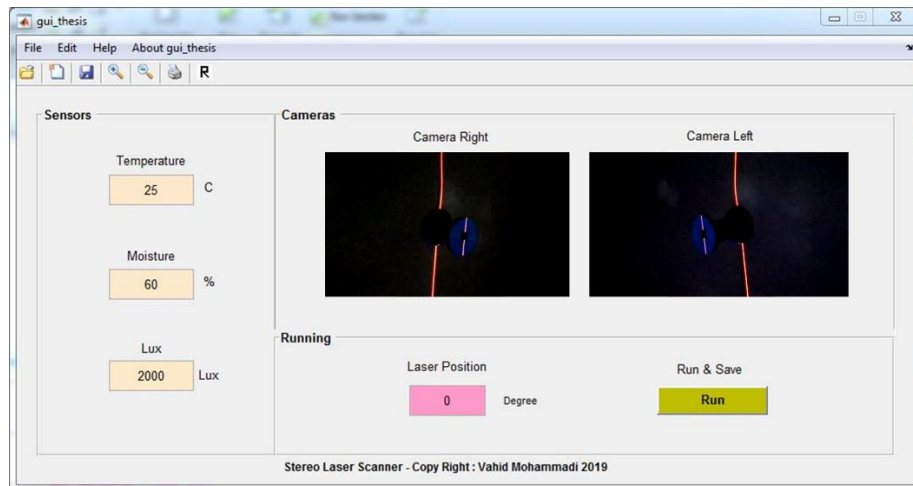 gui_thesis
File Edit Help About gui_thesis
R
Sensors
Temperature
25 C
Moisture
60 %
Lux
2000 Lux
Cameras
Camera Right
Camera Left
Running
Laser Position
0 Degree
Run & Save
Run
Stereo Laser Scanner - Copy Right : Vahid Mohammadi 2019